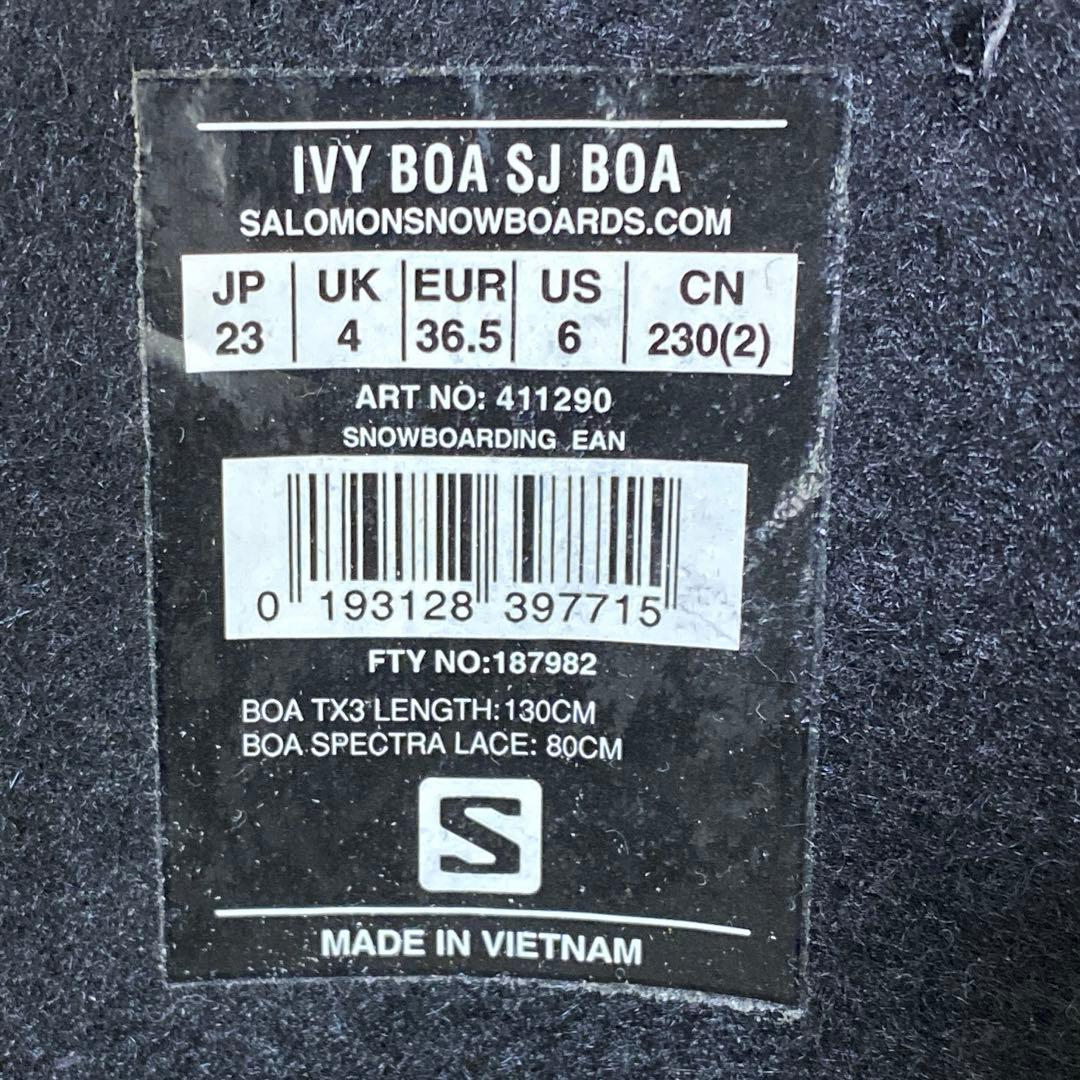 IVY BOA SJ BOA
SALOMONSNOWBOARDS.COM
JP UK EUR US CN
23 4 36.5 6 230(2)
ART NO: 411290
SNOWBOARDING EAN
0 193128 397715
FTY NO:187982
BOA TX3 LENGTH:130CM
BOA SPECTRA LACE: 80CM
S
MADE IN VIETNAM